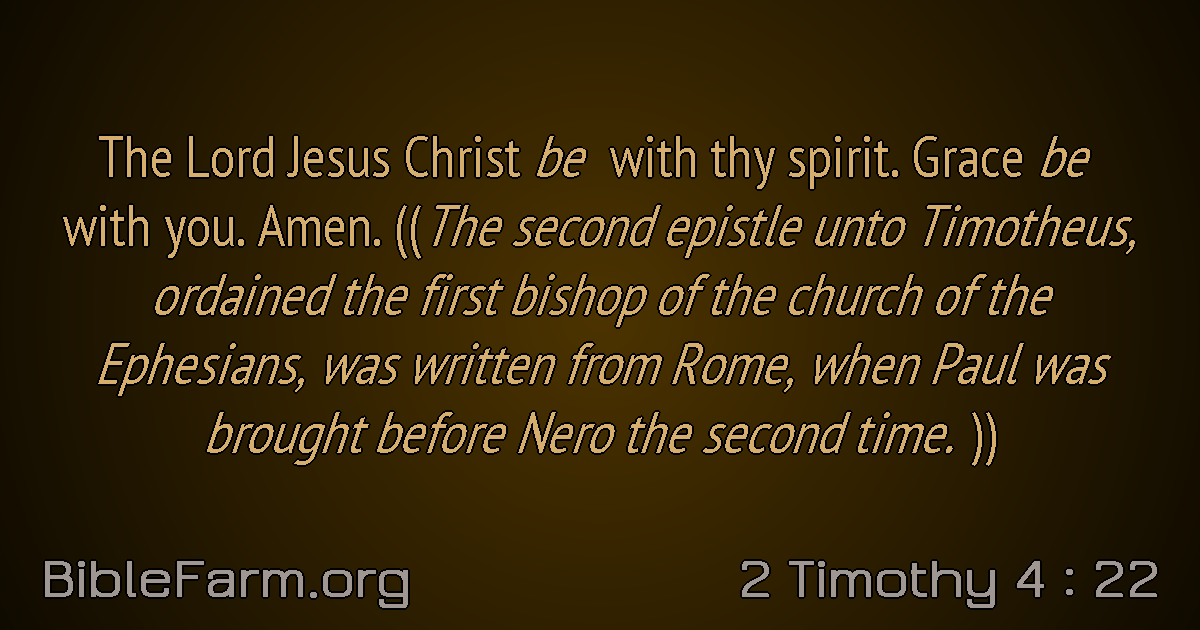 The Lord Jesus Christ be with thy spirit. Grace be
with you. Amen. ((The second epistle unto Timotheus,
ordained the first bishop of the church of the
Ephesians, was written from Rome, when Paul was
brought before Nero the second time. ))
BibleFarm.org
2 Timothy 4 : 22